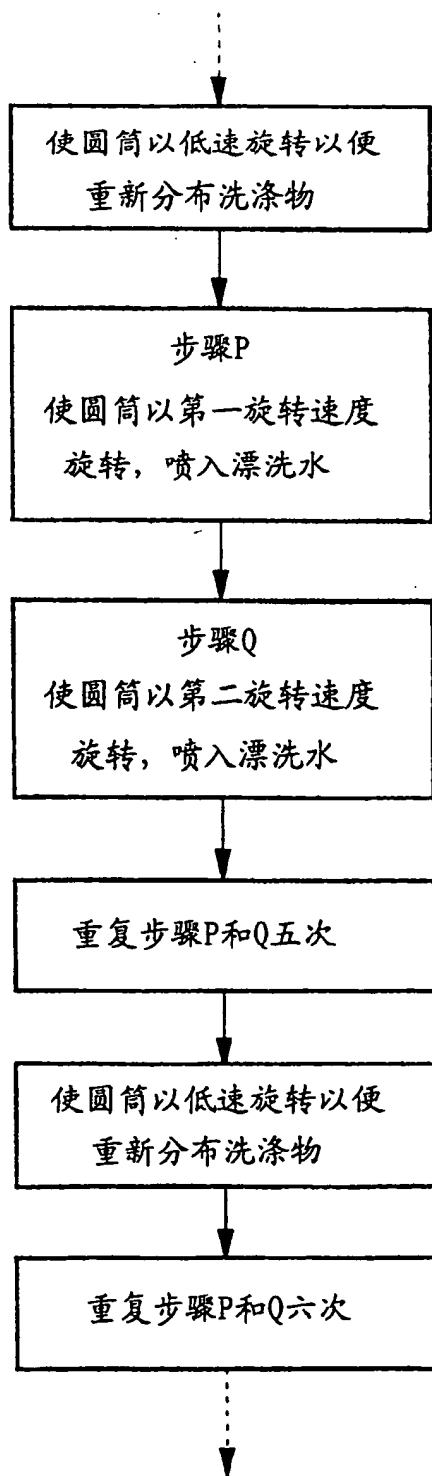 使圆筒以低速旋转以便
重新分布洗涤物
步骤P
使圆筒以第一旋转速度
旋转，喷入漂洗水
步骤Q
使圆筒以第二旋转速度
旋转，喷入漂洗水
重复步骤P和Q五次
使圆筒以低速旋转以便
重新分布洗涤物
重复步骤P和Q六次